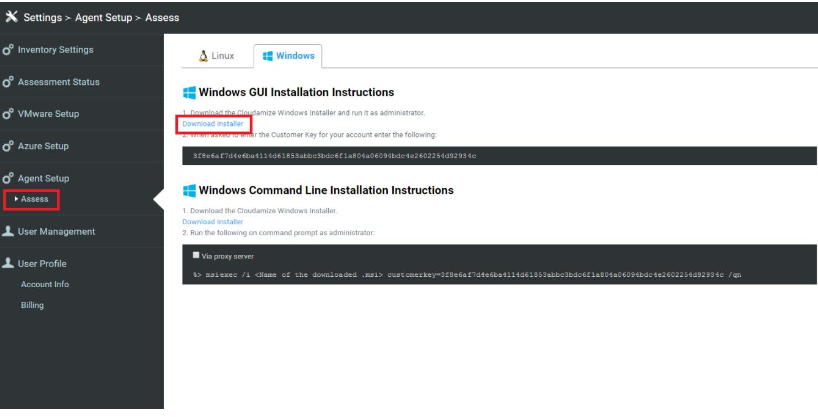 Settings > Agent Setup > Assess
Inventory Settings
Assessment Status
VMware Setup
Azure Setup
Agent Setup
Assess
User Management
User Profile
Account Info
Billing
Linux
Windows
Windows GUI Installation Instructions
1. Download the Cloudamize Windows Installer and run it as administrator.
Download Installer
2. When asked to enter the Customer Key for your account enter the following:
3f8e6af7d4e6ba4114d61853abbc3bdc6f1a804a06094bdc4e2602254d92934c
Windows Command Line Installation Instructions
1. Download the Cloudamize Windows Installer.
Download Installer
2. Run the following on command prompt as administrator:
Via proxy server
%> msiexec /i <Name of the downloaded .msi> customerkey=3f8e6af7d4e6ba4114d61853abbc3bdc6f1a804a06094bdc4e2602254d92934c /qn